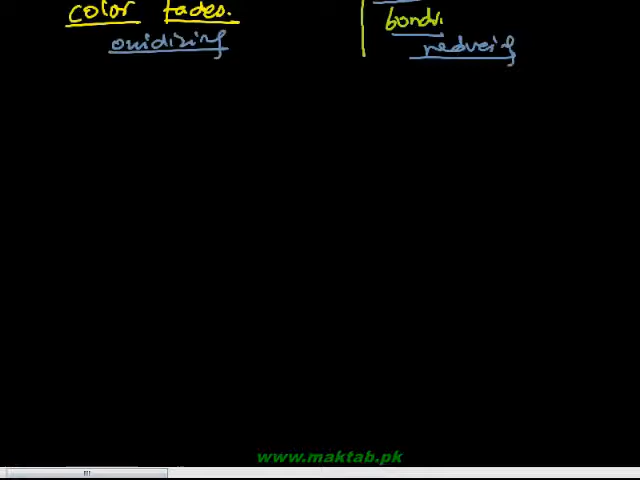 color fades.
oxidizing
bondi
reducing
www.maktab.pk